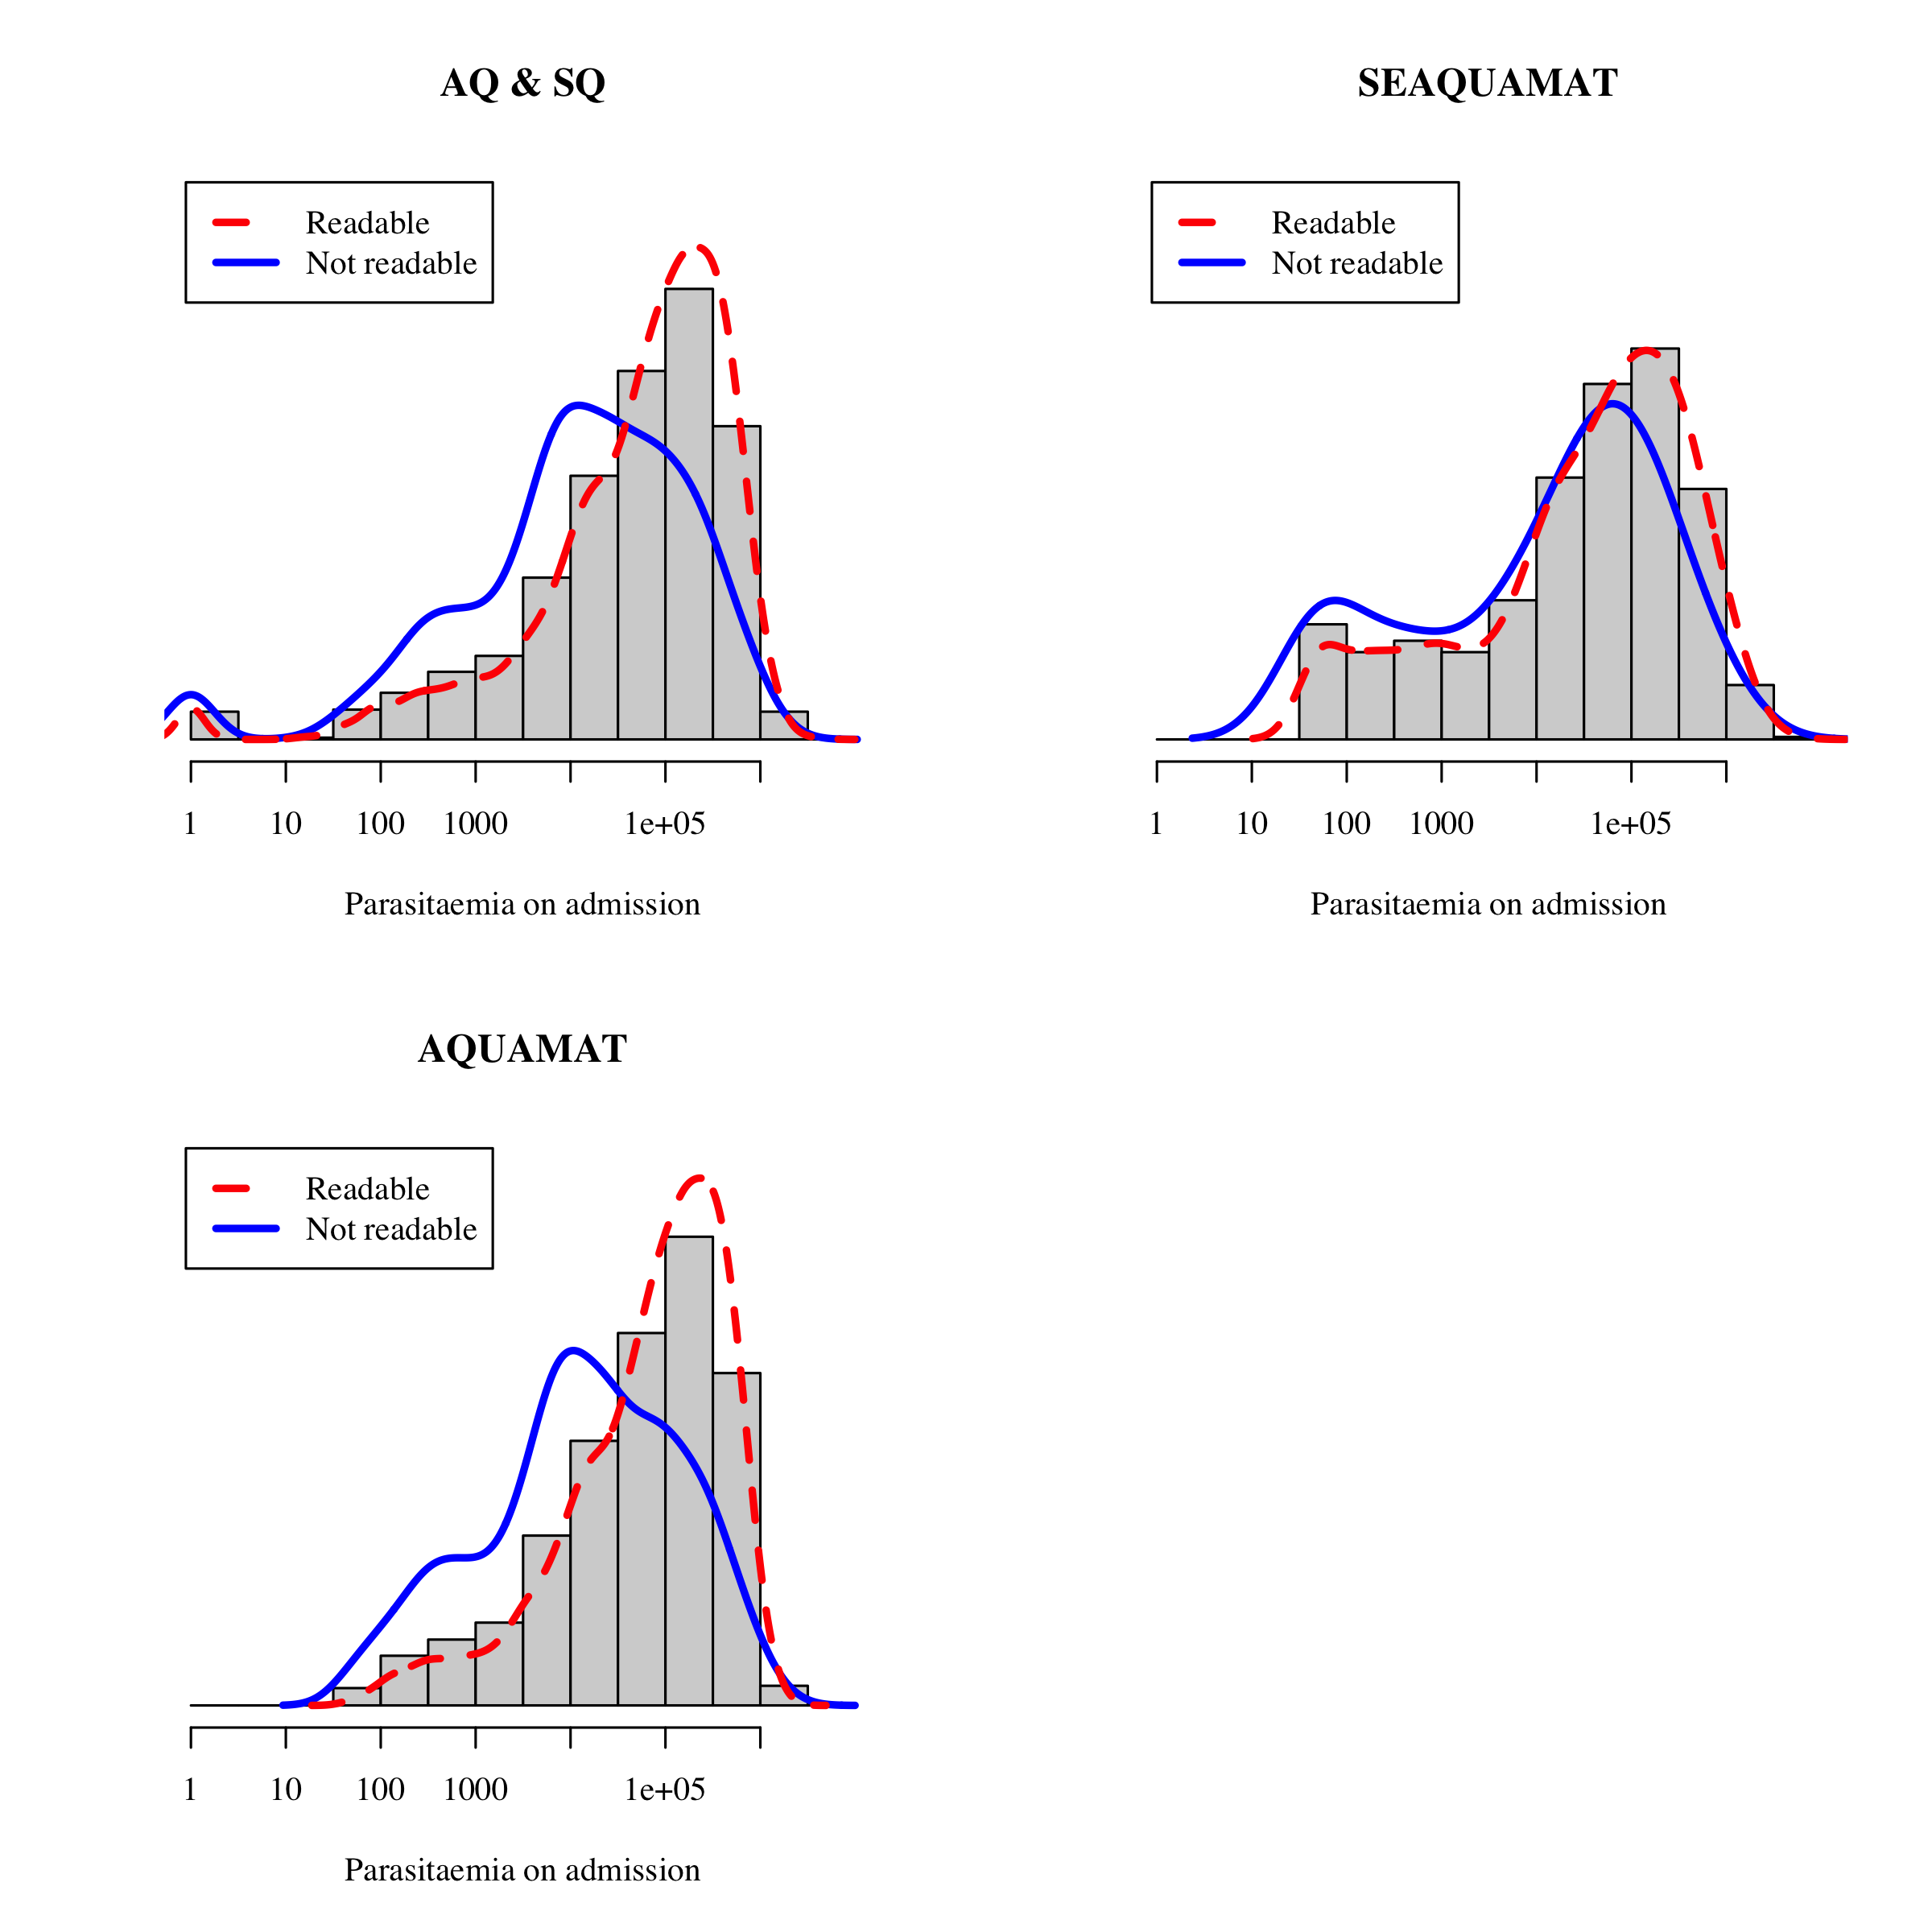 AQ & SQ
Readable
Not readable
1 10 100 1000 1e+05
Parasitaemia on admission
SEAQUAMAT
Readable
Not readable
1 10 100 1000 1e+05
Parasitaemia on admission
AQUAMAT
Readable
Not readable
1 10 100 1000 1e+05
Parasitaemia on admission